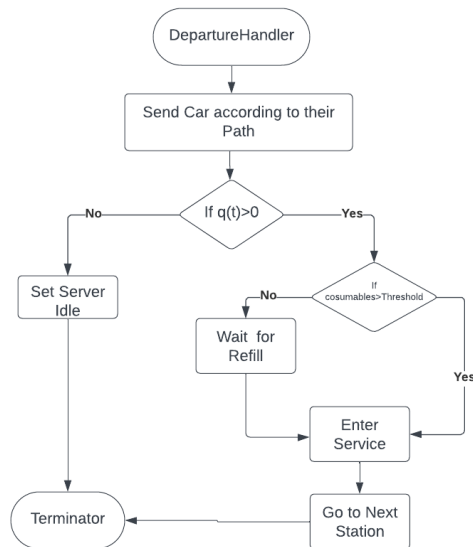 DepartureHandler
Send Car according to their
Path
If q(t)>0
No
Yes
Set Server
Idle
If
cosumables>Threshold
No
Wait for
Refill
Yes
Enter
Service
Go to Next
Station
Terminator